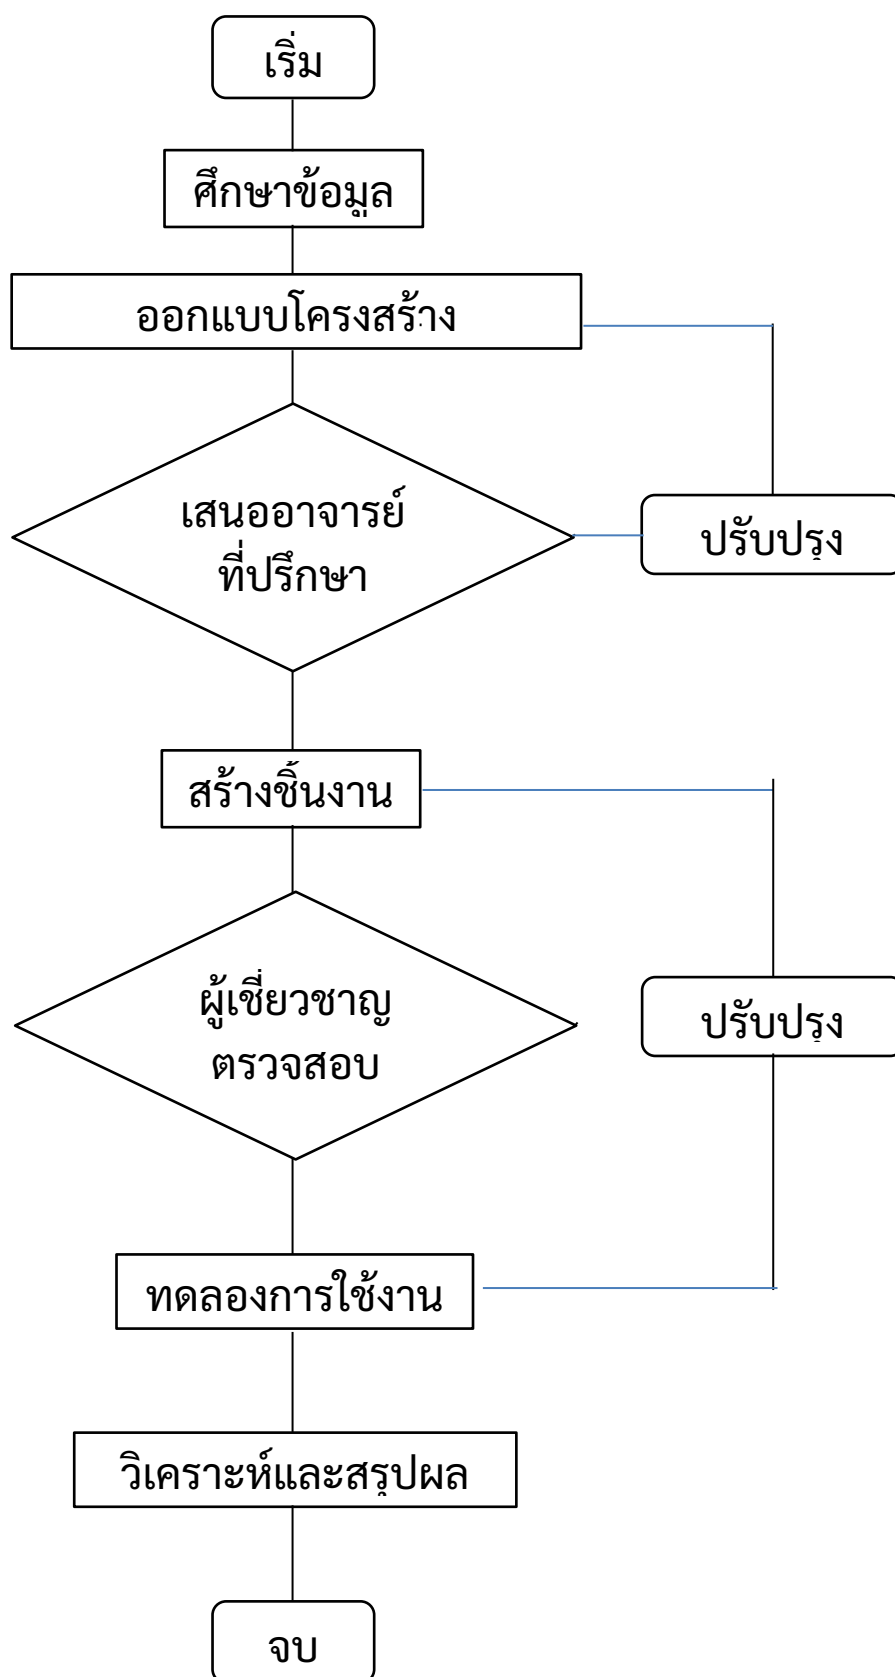 เริ่ม
ศึกษาข้อมูล
ออกแบบโครงสร้าง
เสนออาจารย์
ที่ปรึกษา
ปรับปรุง
สร้างชิ้นงาน
ผู้เชี่ยวชาญ
ตรวจสอบ
ปรับปรุง
ทดลองการใช้งาน
วิเคราะห์และสรุปผล
จบ